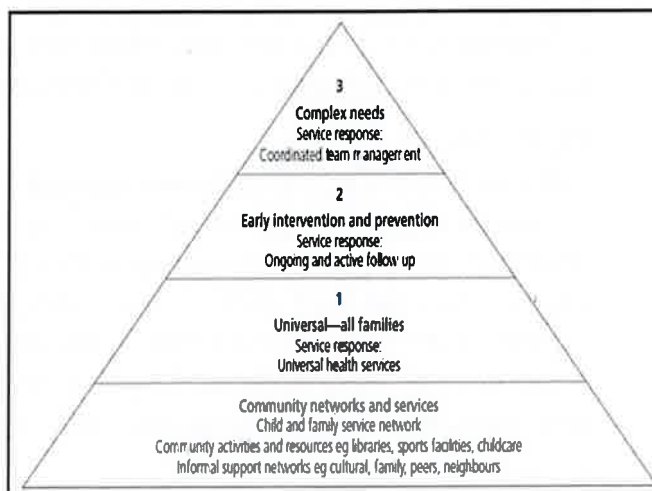 3
Complex needs
Service response:
Coordinated team management
2
Early intervention and prevention
Service response:
Ongoing and active follow up
1
Universal—all families
Service response:
Universal health services
Community networks and services
Child and family service network
Community activities and resources eg libraries, sports facilities, childcare
Informal support networks eg cultural, family, peers, neighbours